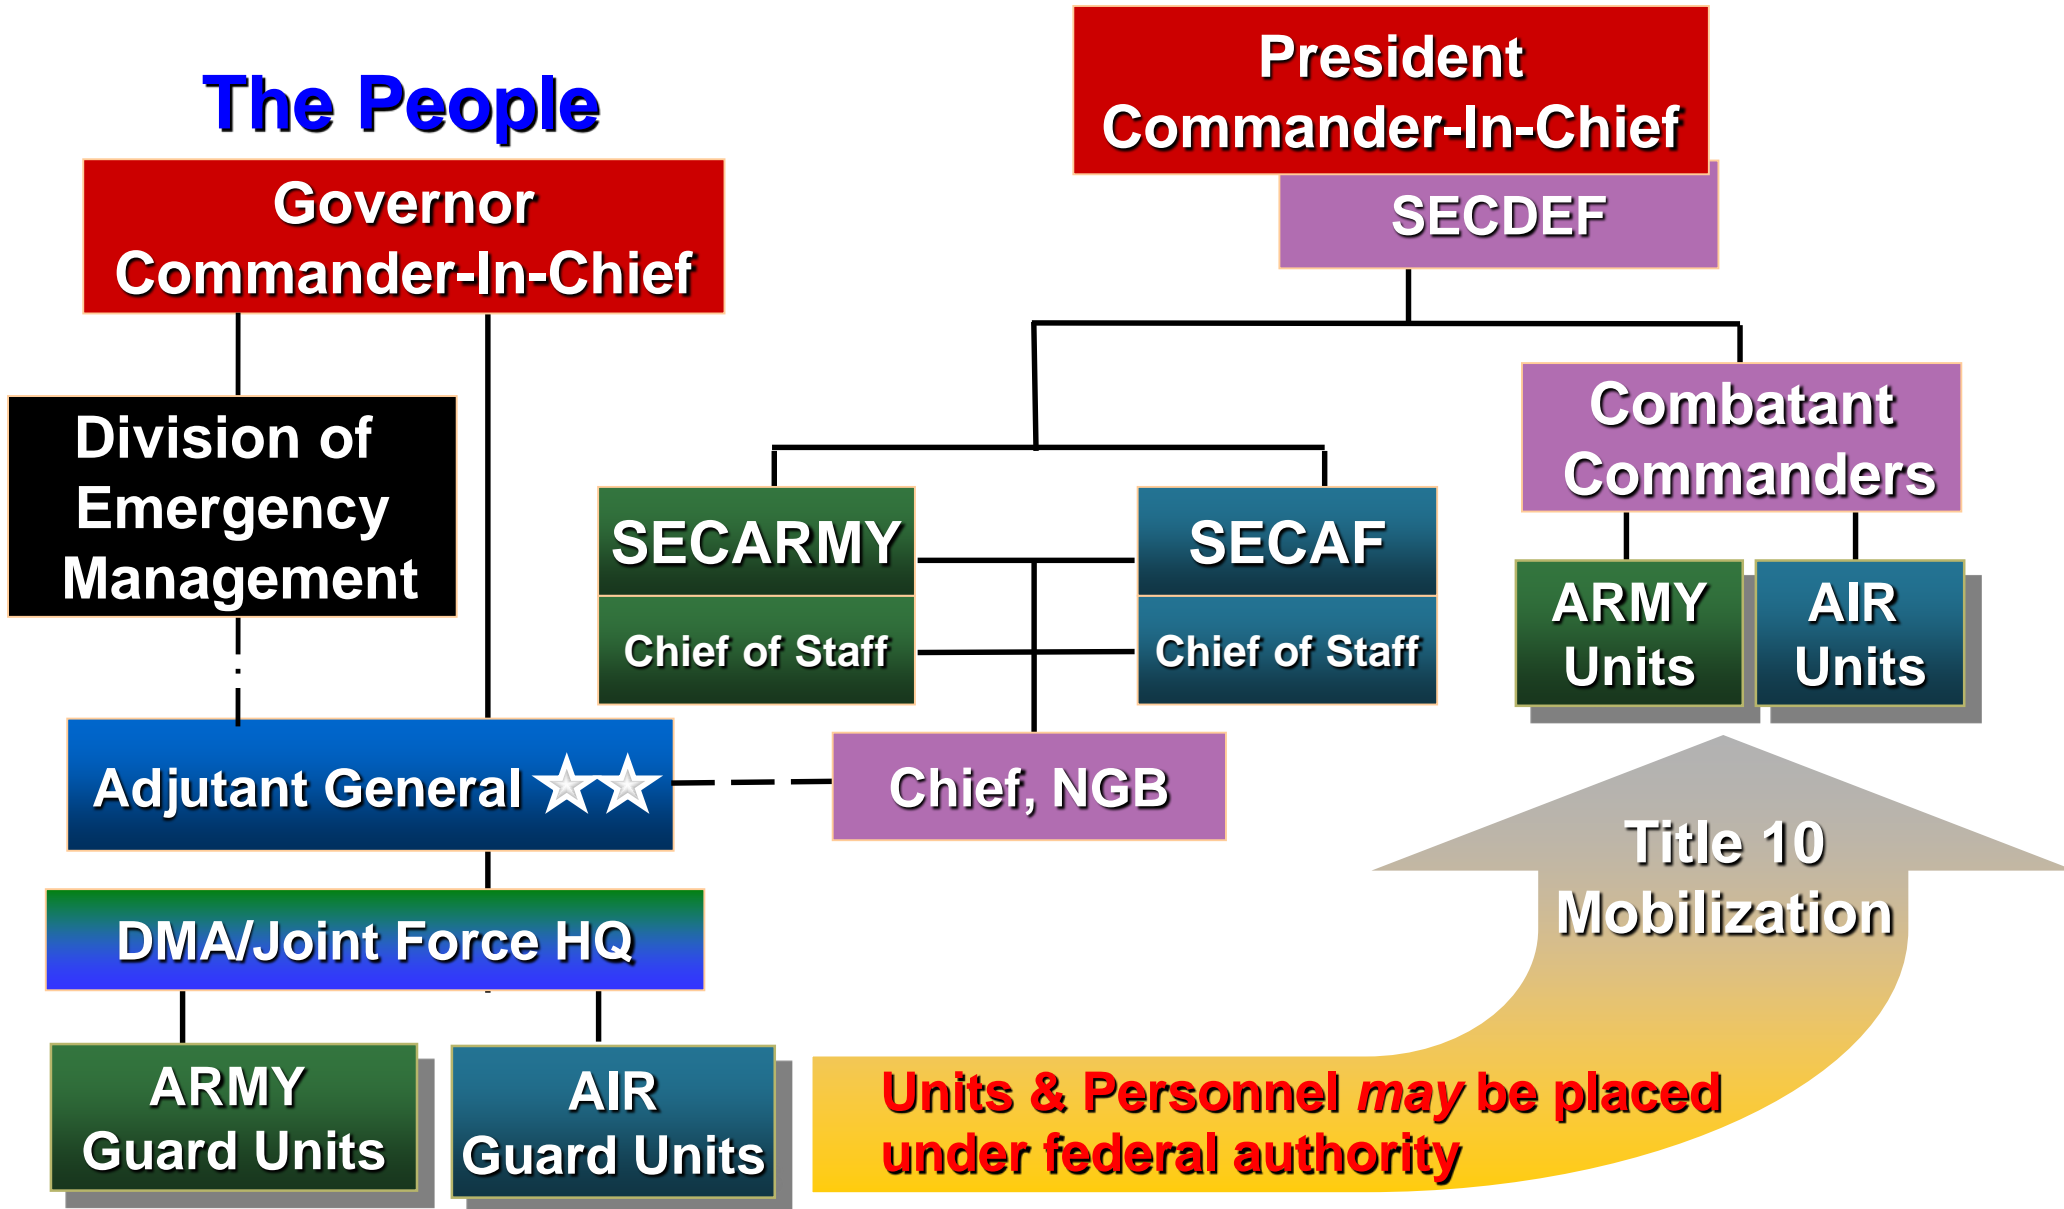 The People
Governor
Commander-In-Chief
President
Commander-In-Chief
SECDEF
Division of
Emergency
Management
Combatant
Commanders
SECARMY
Chief of Staff
SECAF
Chief of Staff
ARMY
Units
AIR
Units
Adjutant General
Chief, NGB
Title 10
Mobilization
DMA/Joint Force HQ
ARMY
Guard Units
AIR
Guard Units
Units & Personnel may be placed
under federal authority